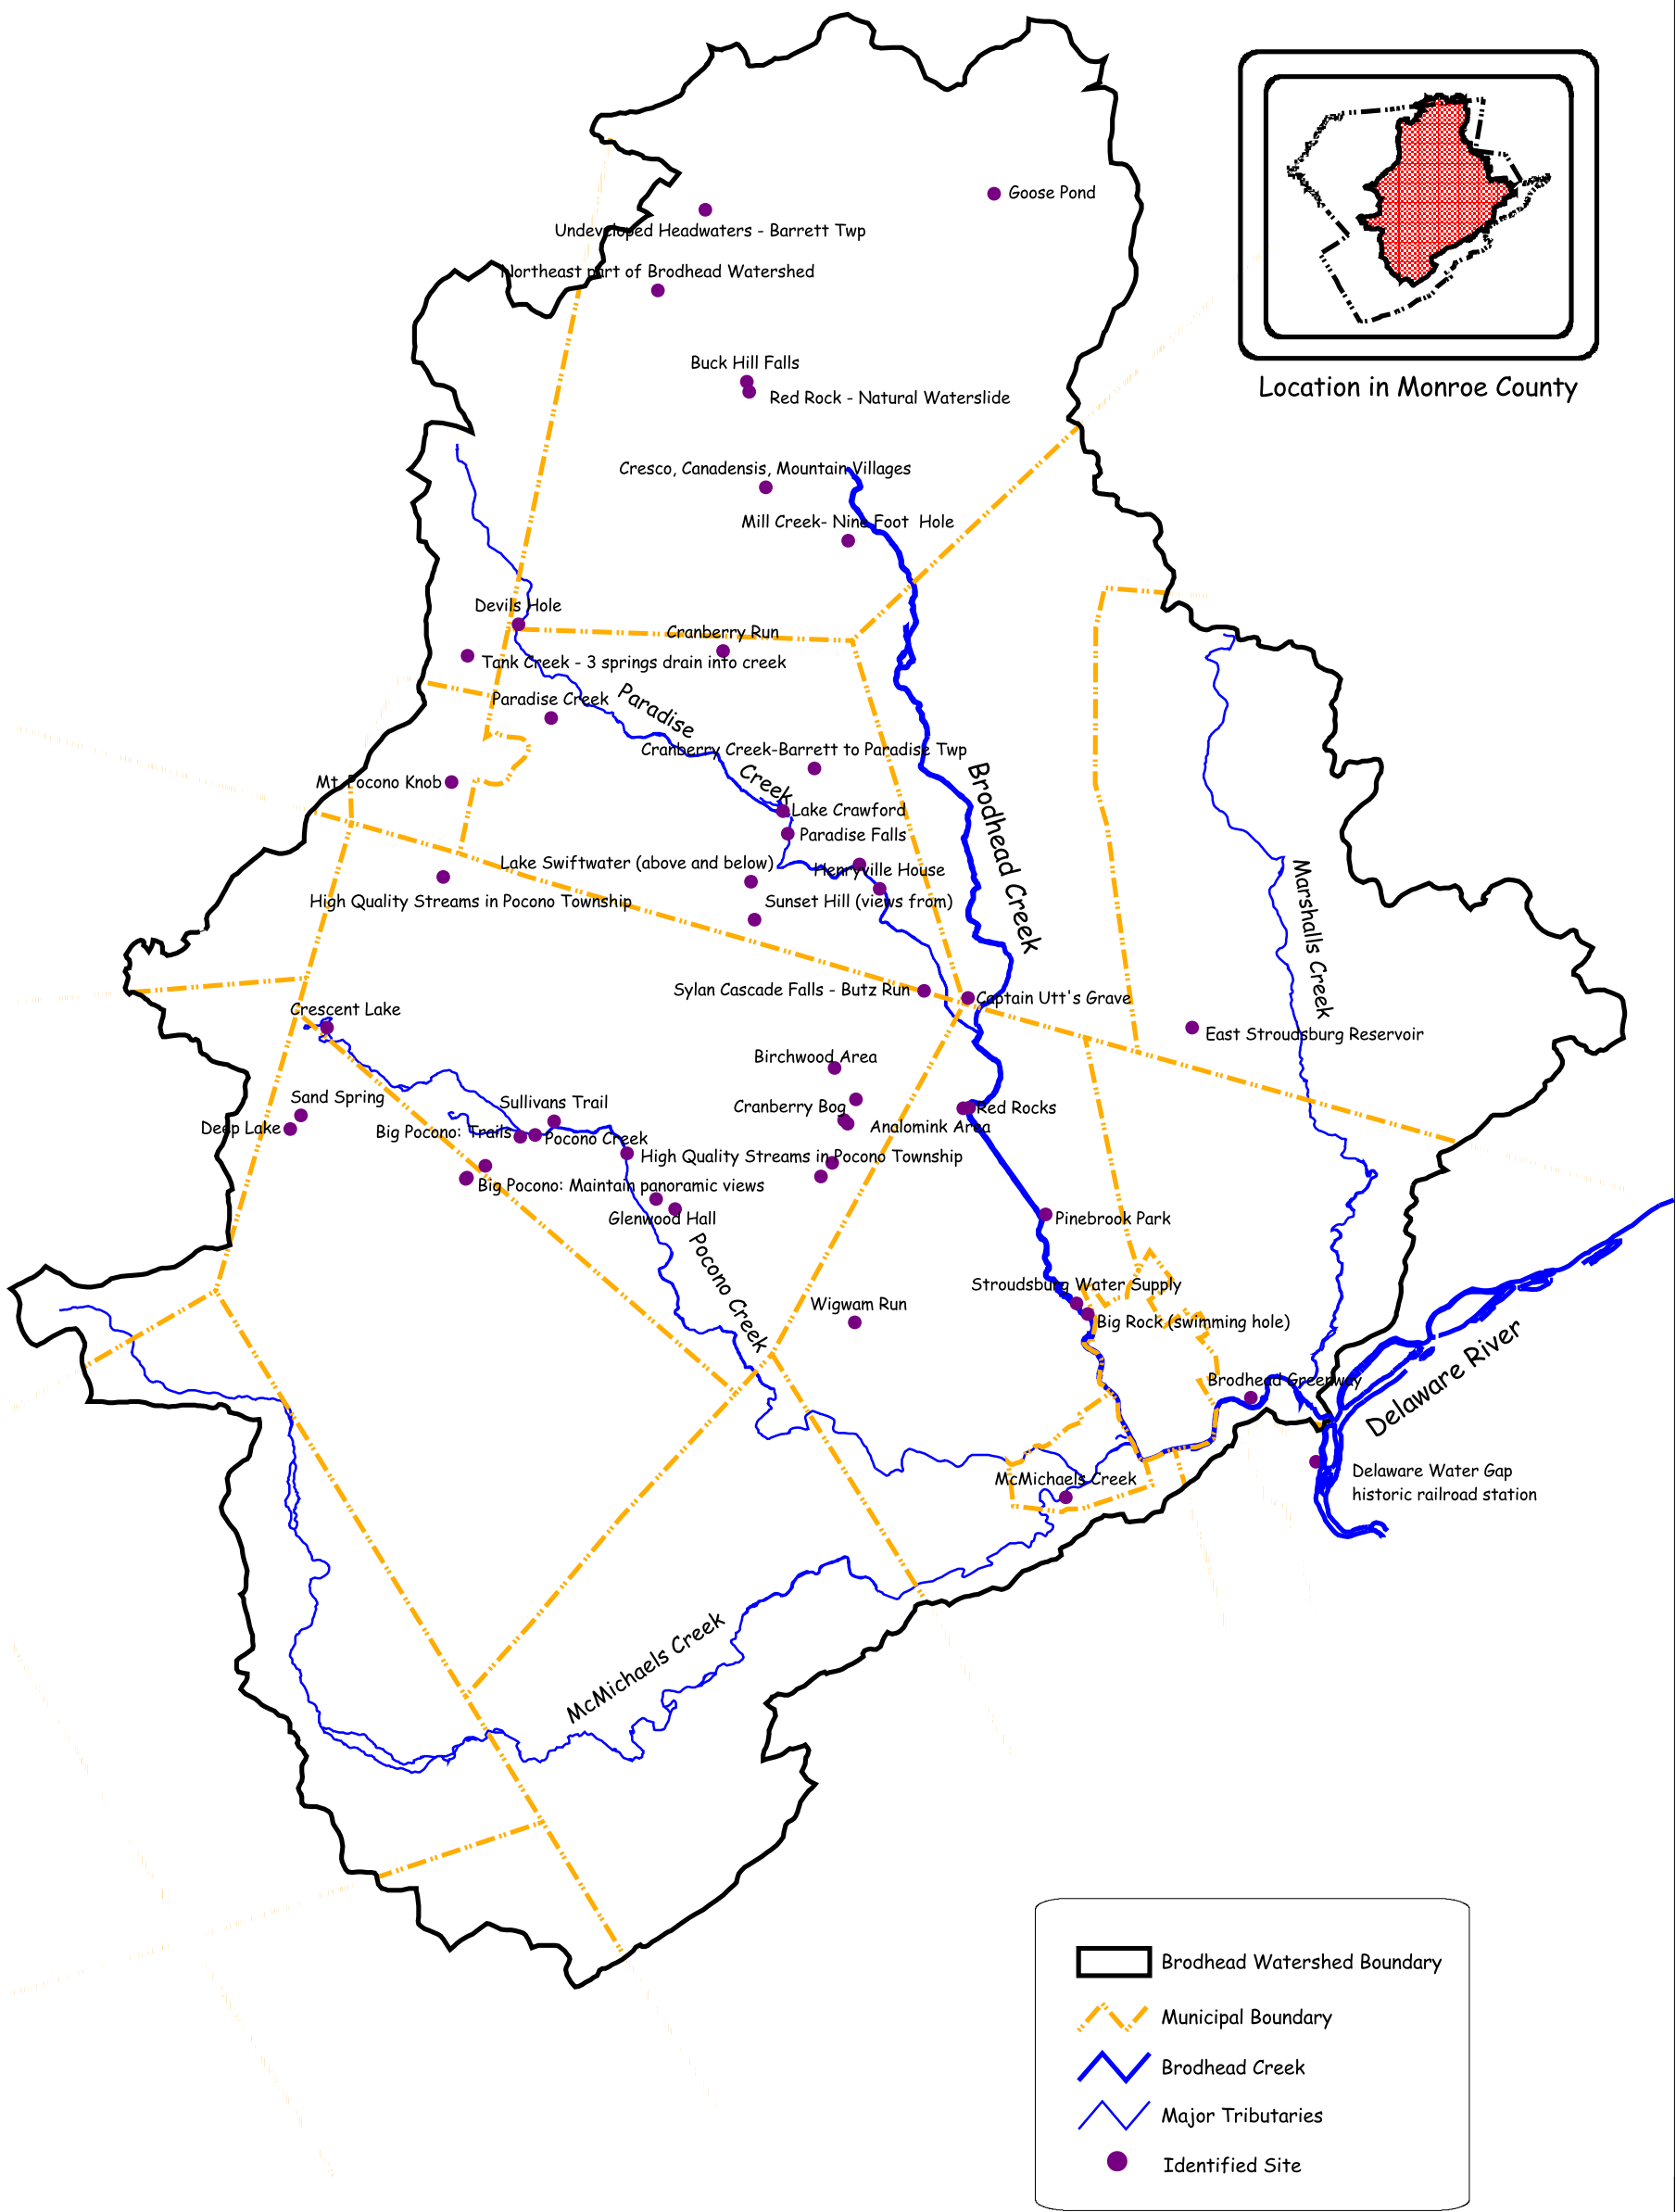 Goose Pond
Undeveloped Headwaters - Barrett Twp
Northeast part of Brodhead Watershed
Buck Hill Falls
Red Rock - Natural Waterslide
Location in Monroe County
Cresco, Canadensis, Mountain Villages
Mill Creek- Nine Foot  Hole
Devils Hole
Cranberry Run
Tank Creek - 3 springs drain into creek
Paradise Creek
Paradise
Creek
Cranberry Creek-Barrett to Paradise Twp
Mt. Pocono Knob
Lake Crawford
Paradise Falls
Brodhead Creek
Lake Swiftwater (above and below)
Henryville House
High Quality Streams in Pocono Township
Sunset Hill (views from)
Marshalls Creek
Sylan Cascade Falls - Butz Run
Captain Utt's Grave
Crescent Lake
East Stroudsburg Reservoir
Birchwood Area
Sand Spring
Sullivans Trail
Cranberry Bog
Red Rocks
Deep Lake
Big Pocono: Trails
Pocono Creek
Analomink Area
High Quality Streams in Pocono Township
Big Pocono: Maintain panoramic views
Glenwood Hall
Pinebrook Park
Pocono Creek
Stroudsburg Water Supply
Wigwam Run
Big Rock (swimming hole)
Brodhead Greenway
Delaware River
McMichaels Creek
Delaware Water Gap
historic railroad station
McMichaels Creek
Brodhead Watershed Boundary
Municipal Boundary
Brodhead Creek
Major Tributaries
Identified Site